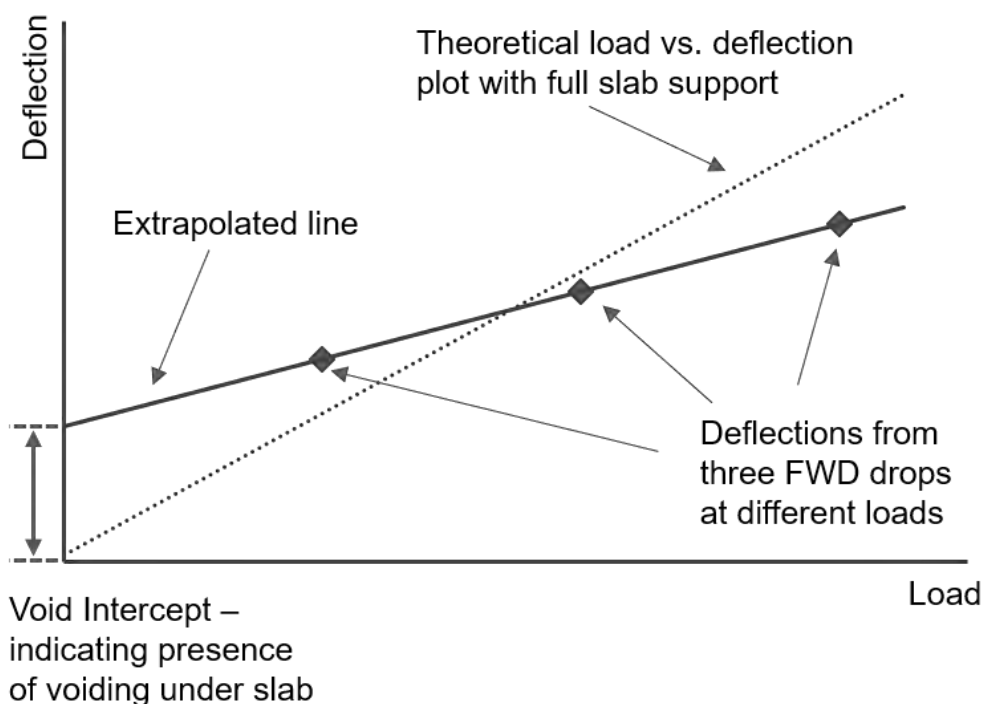 Deflection
Theoretical load vs. deflection
plot with full slab support
Extrapolated line
Deflections from
three FWD drops
at different loads
Load
Void Intercept –
indicating presence
of voiding under slab